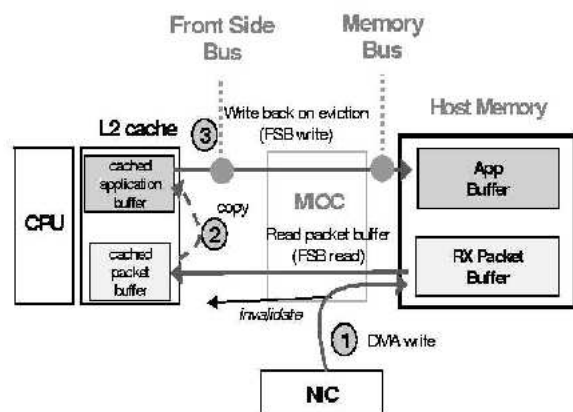 Front Side
Bus
Memory
Bus
Host Memory
L2 cache
3
Write back on eviction
(FSB write)
cached
application
buffer
App
Buffer
CPU
MIOC
copy
2
Read packet buffer
(FSB read)
cached
packet
buffer
RX Packet
Buffer
invalidate
1
DMA write
NIC